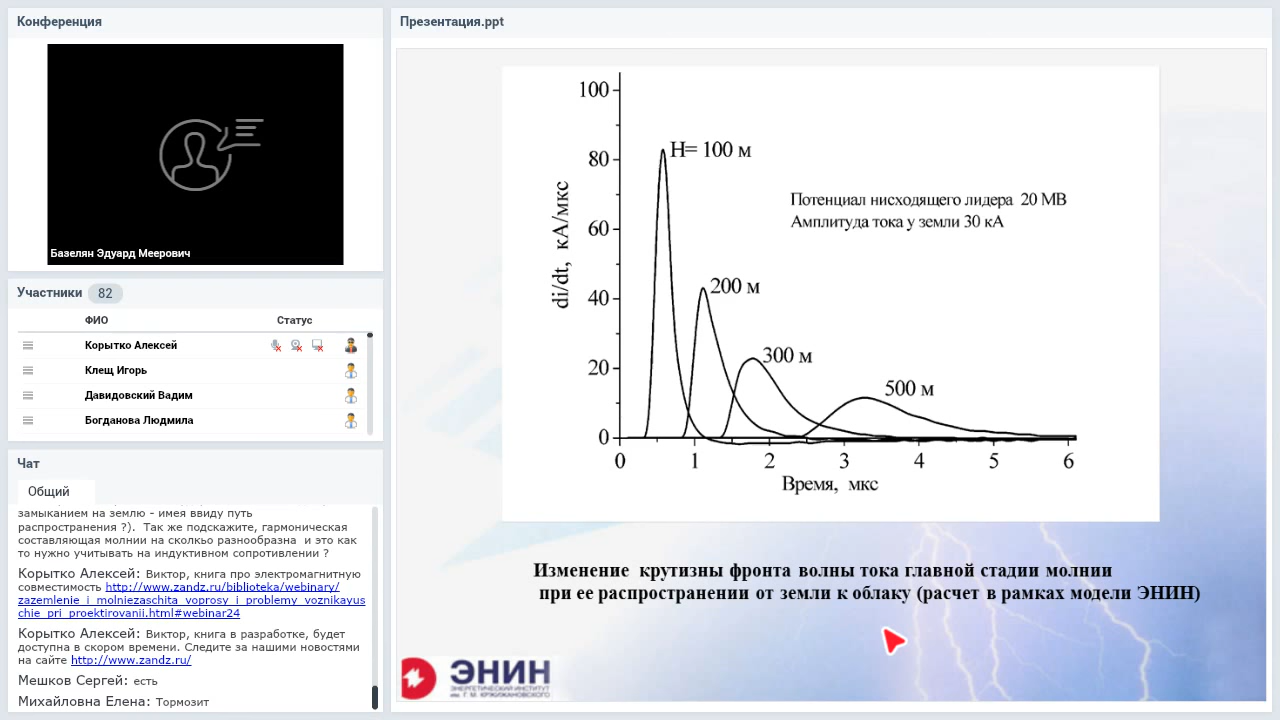 Конференция
Базелян Эдуард Меерович
Участники 82
ФИО Статус
Корытко Алексей
Клещ Игорь
Давидовский Вадим
Богданова Людмила
Чат
Общий
замыканием на землю - имея ввиду путь
распространения ?). Так же подскажите, гармоническая
составляющая молнии на сколкьо разнообразна и это как
то нужно учитывать на индуктивном сопротивлении ?
Корытко Алексей: Виктор, книга про электромагнитную
совместимость http://www.zandz.ru/biblioteka/webinary/
zazemlenie_i_molniezaschita_voprosy_i_problemy_voznikayus
chie_pri_proektirovanii.html#webinar24
Корытко Алексей: Виктор, книга в разработке, будет
доступна в скором времени. Следите за нашими новостями
на сайте http://www.zandz.ru/
Мешков Сергей: есть
Михайловна Елена: Тормозит
Презентация.ppt
100
80
60
40
20
0
di/dt, кА/мкс
H= 100 м
200 м
300 м
500 м
Потенциал нисходящего лидера 20 МВ
Амплитуда тока у земли 30 кА
0 1 2 3 4 5 6
Время, мкс
Изменение крутизны фронта волны тока главной стадии молнии
при ее распространении от земли к облаку (расчет в рамках модели ЭНИН)
ЭНИН
ЭНЕРГЕТИЧЕСКИЙ ИНСТИТУТ
им. Г. М. КРЖИЖАНОВСКОГО